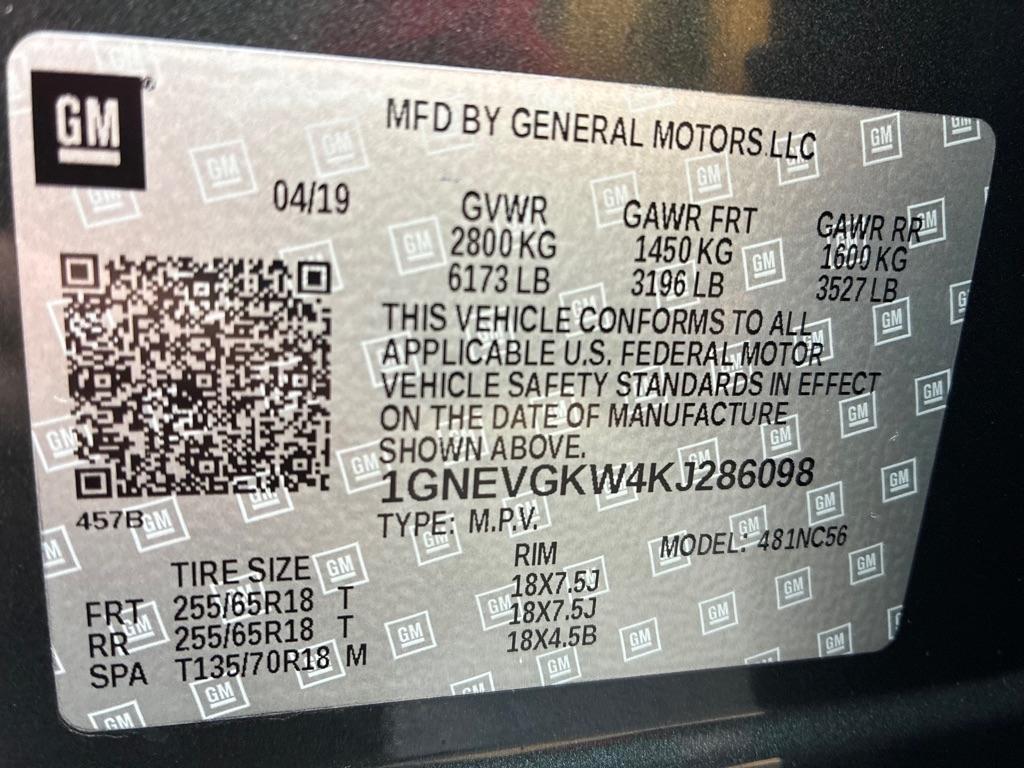 GM
MFD BY GENERAL MOTORS LLC
04/19
GVWR GAWR FRT GAWR RR
2800 KG 1450 KG 1600 KG
6173 LB 3196 LB 3527 LB
THIS VEHICLE CONFORMS TO ALL
APPLICABLE U.S. FEDERAL MOTOR
VEHICLE SAFETY STANDARDS IN EFFECT
ON THE DATE OF MANUFACTURE
SHOWN ABOVE.
1GNEVGKW4KJ286098
457B
TYPE: M.P.V. MODEL: 481NC56
TIRE SIZE RIM
FRT 255/65R18 T 18X7.5J
RR 255/65R18 T 18X7.5J
SPA T135/70R18 M 18X4.5B